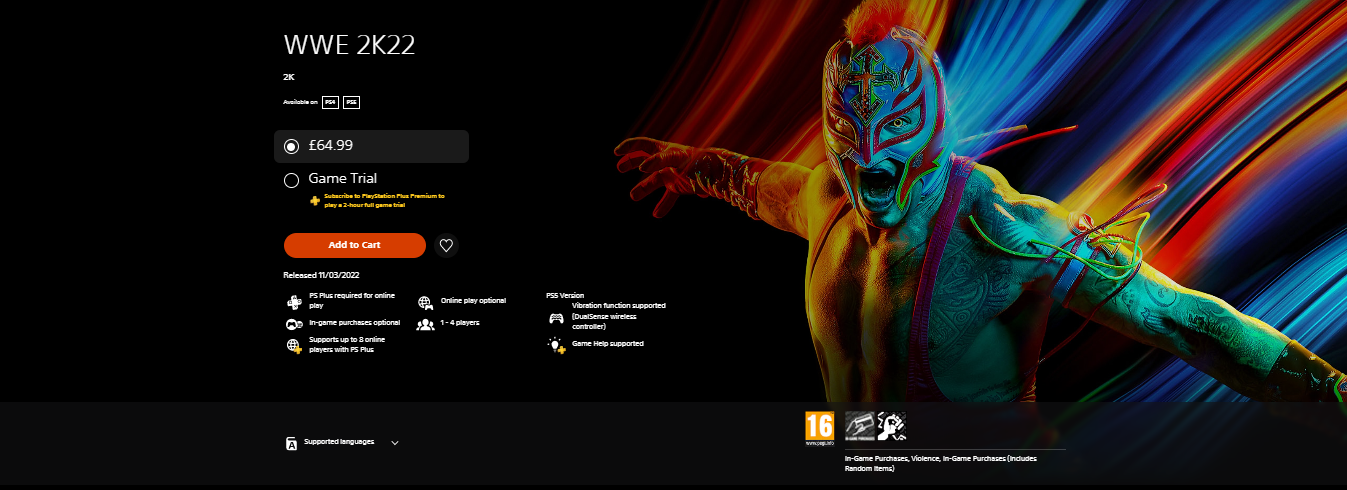 WWE 2K22
2K
Available on PS4 PS5
£64.99
Game Trial
Subscribe to PlayStation Plus Premium to
play a 2-hour full game trial
Add to Cart
Released 11/03/2022
PS Plus required for online
play
In-game purchases optional
Supports up to 8 online
players with PS Plus
Online play optional
1 - 4 players
PS5 Version
Vibration function supported
(DualSense wireless
controller)
Game Help supported
A
Supported languages
16
www.pegi.info
IN-GAME PURCHASES
In-Game Purchases, Violence, In-Game Purchases (Includes
Random Items)